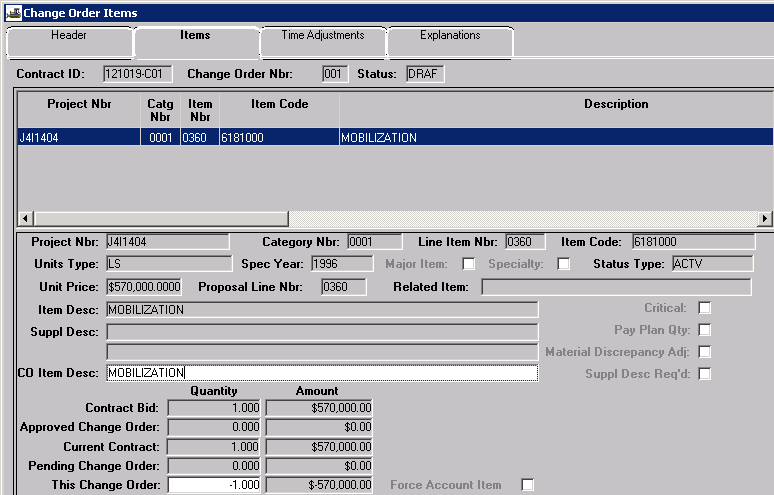 Change Order Items
Header Items Time Adjustments Explanations
Contract ID: 121019-C01 Change Order Nbr: 001 Status: DRAF
Project Nbr Catg Nbr Item Nbr Item Code Description
J4I1404 0001 0360 6181000 MOBILIZATION
Project Nbr: J4I1404 Category Nbr: 0001 Line Item Nbr: 0360 Item Code: 6181000
Units Type: LS Spec Year: 1996 Major Item: Specialty: Status Type: ACTV
Unit Price: $570,000.0000 Proposal Line Nbr: 0360 Related Item:
Item Desc: MOBILIZATION Critical:
Suppl Desc: Pay Plan Qty:
Material Discrepancy Adj:
CO Item Desc: MOBILIZATION Suppl Desc Req'd:
Quantity Amount
Contract Bid: 1.000 $570,000.00
Approved Change Order: 0.000 $0.00
Current Contract: 1.000 $570,000.00
Pending Change Order: 0.000 $0.00
This Change Order: -1.000 $-570,000.00 Force Account Item